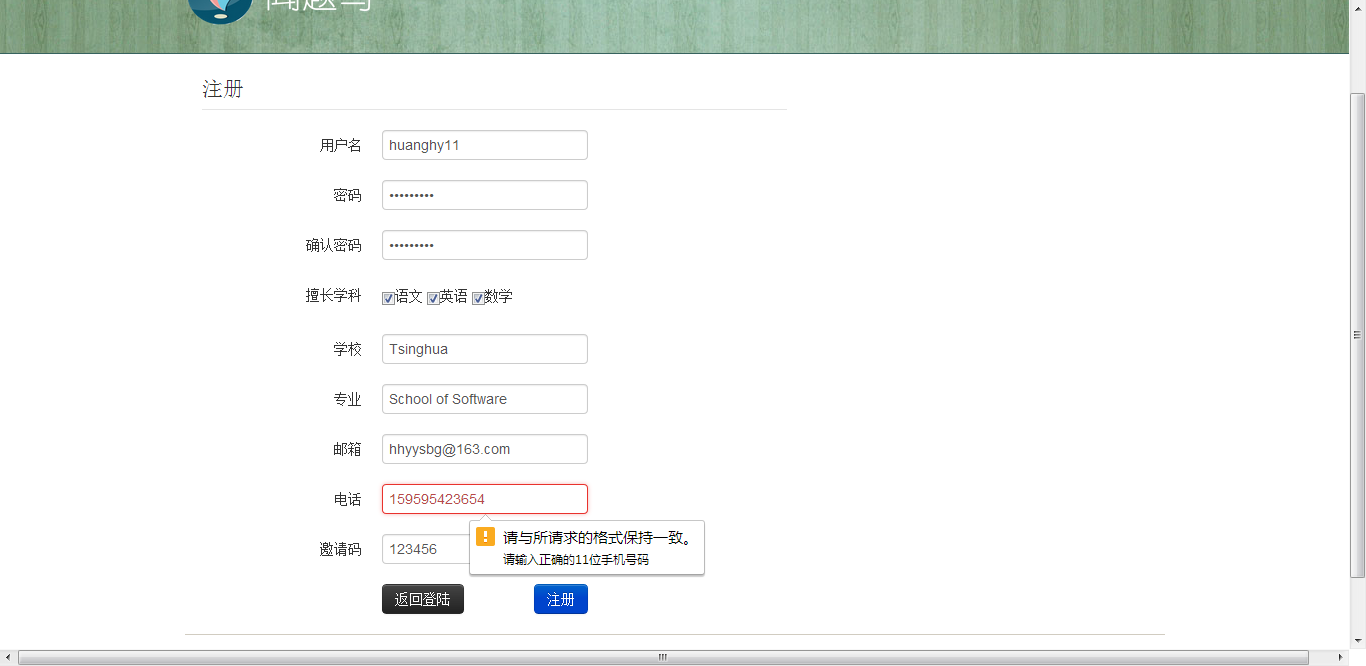 注册
用户名 huanghy11
密码 •••••••••
确认密码 •••••••••
擅长学科 语文 英语 数学
学校 Tsinghua
专业 School of Software
邮箱 hhyysbg@163.com
电话 159595423654
请与所请求的格式保持一致。
请输入正确的11位手机号码
邀请码 123456
返回登陆 注册